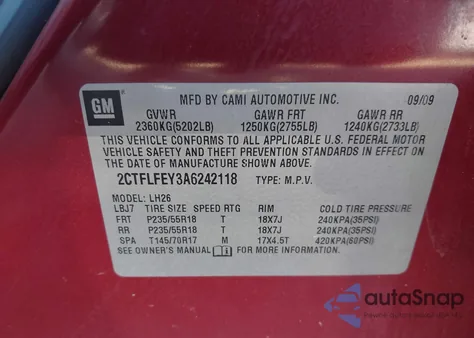 GM
MFD BY CAMI AUTOMOTIVE INC. 09/09
GVWR GAWR FRT GAWR RR
2360KG(5202LB) 1250KG(2755LB) 1240KG(2733LB)
THIS VEHICLE CONFORMS TO ALL APPLICABLE U.S. FEDERAL MOTOR
VEHICLE SAFETY AND THEFT PREVENTION STANDARDS IN EFFECT ON
THE DATE OF MANUFACTURE SHOWN ABOVE.
2CTFLFEY3A6242118 TYPE: M.P.V.
MODEL: LH26
LBJ7 TIRE SIZE SPEED RTG RIM COLD TIRE PRESSURE
FRT P235/55R18 T 18X7J 240KPA(35PSI)
RR P235/55R18 T 18X7J 240KPA(35PSI)
SPA T145/70R17 M 17X4.5T 420KPA(60PSI)
SEE OWNER'S MANUAL FOR MORE INFORMATION.
autoSnap